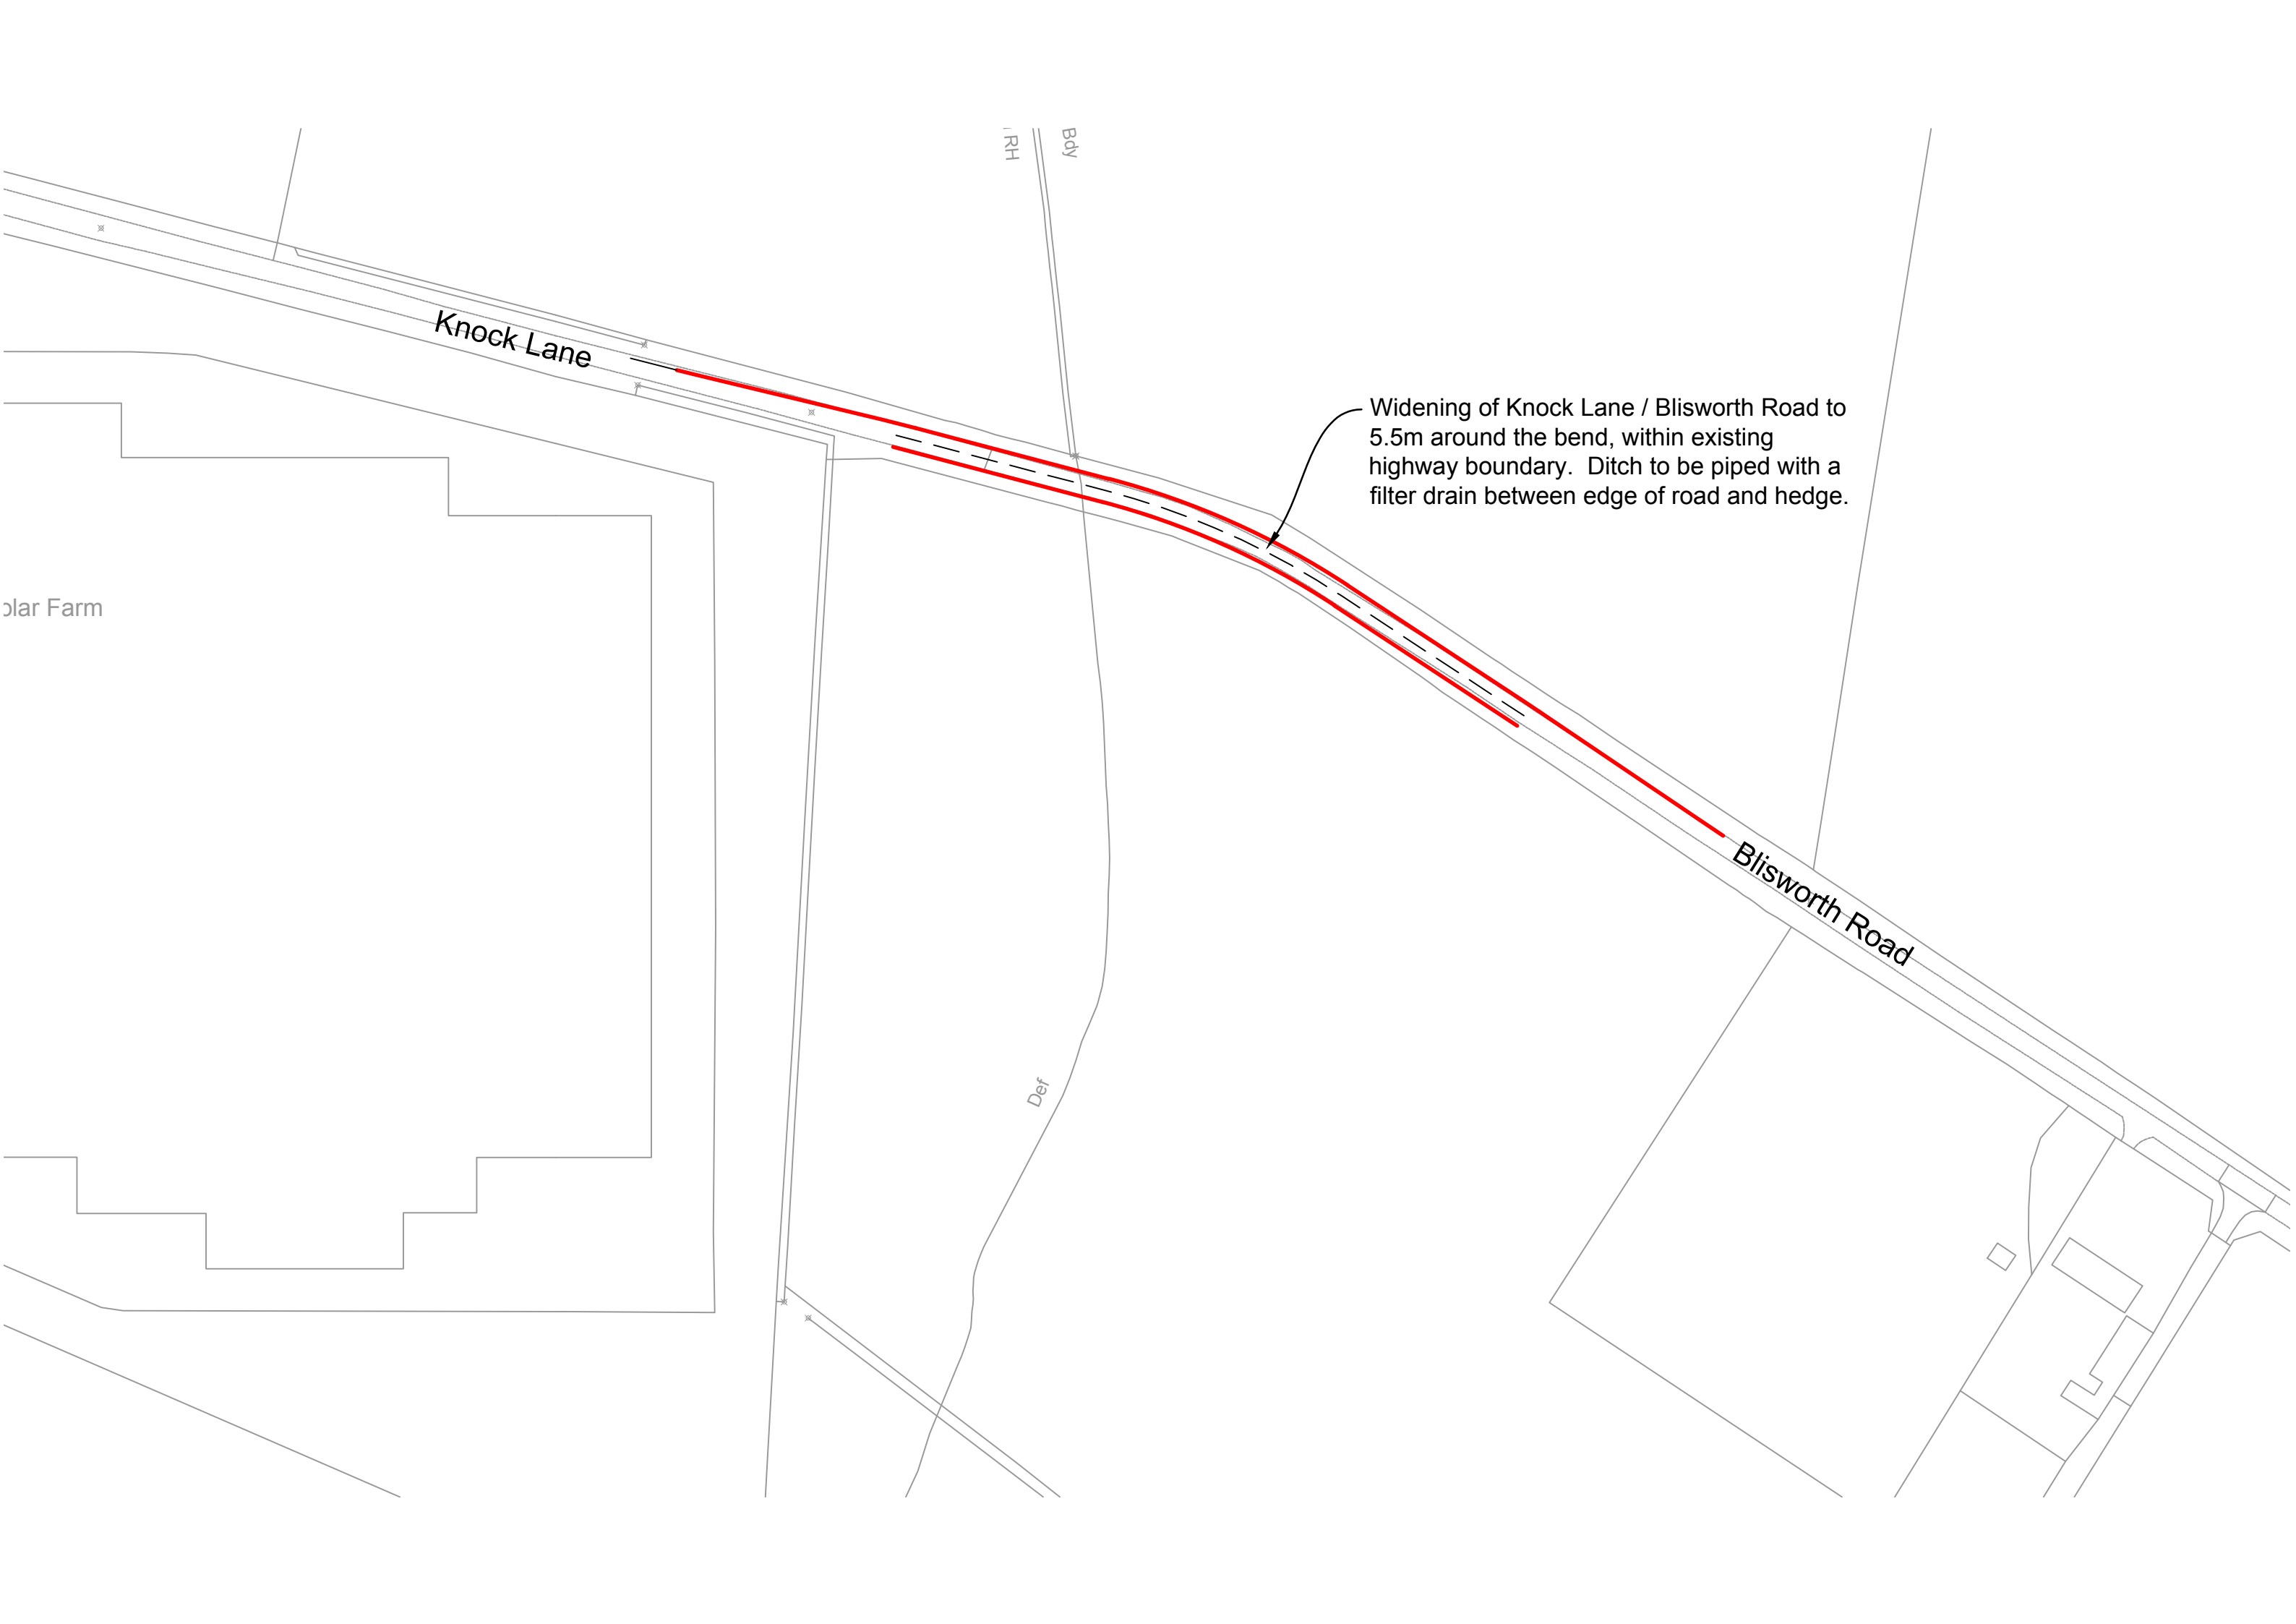 RH
Bdy
Knock Lane
Widening of Knock Lane / Blisworth Road to
5.5m around the bend, within existing
highway boundary.  Ditch to be piped with a
filter drain between edge of road and hedge.
olar Farm
Blisworth Road
Def